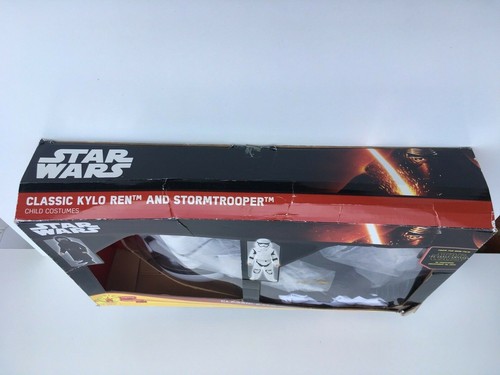 STAR
WARS
CLASSIC KYLO REN™ AND STORMTROOPER™
CHILD COSTUMES
STAR
WARS